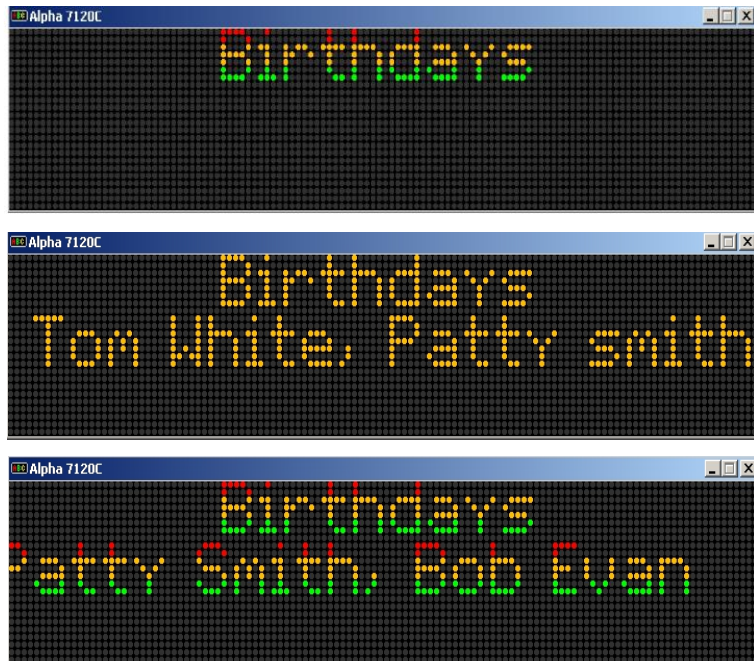 Alpha 7120C
Birthdays
Alpha 7120C
Birthdays
Tom White, Patty smith
Alpha 7120C
Birthdays
Patty Smith, Bob Evan